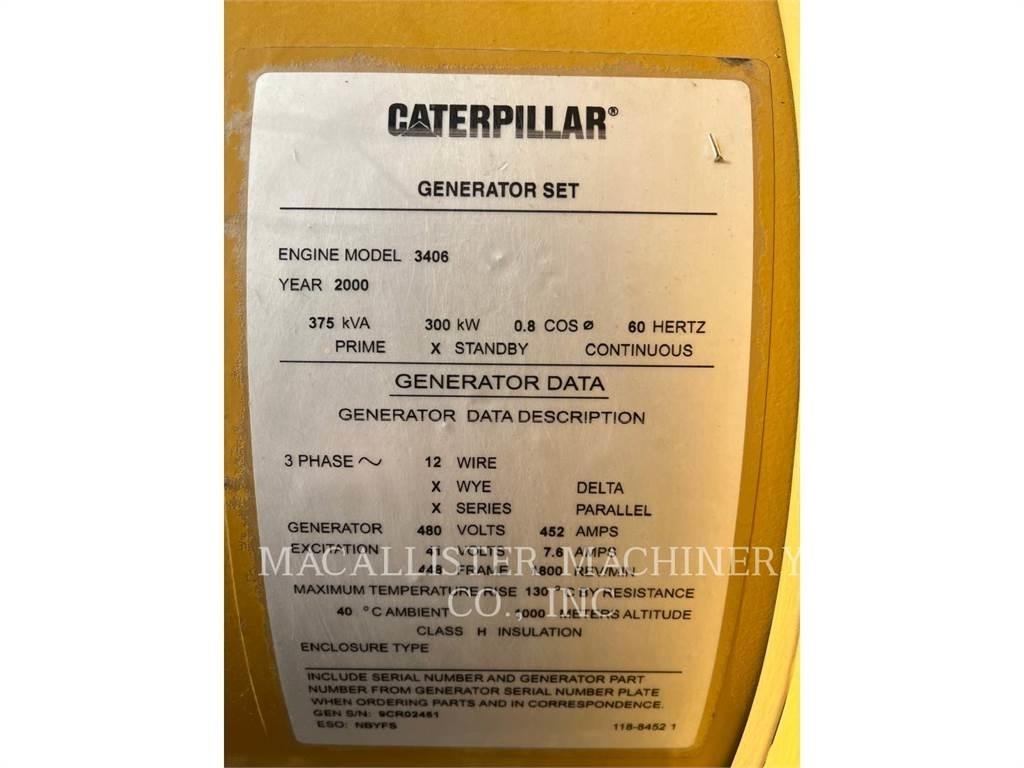 CATERPILLAR®
GENERATOR SET
ENGINE MODEL 3406
YEAR 2000
375 kVA 300 kW 0.8 COS ø 60 HERTZ
PRIME X STANDBY CONTINUOUS
GENERATOR DATA
GENERATOR DATA DESCRIPTION
3 PHASE ~ 12 WIRE
X WYE DELTA
X SERIES PARALLEL
GENERATOR 480 VOLTS 452 AMPS
EXCITATION 41 VOLTS 7.6 AMPS
MACALLISTER MACHINERY
448 FRAME 1800 REV/MIN
MAXIMUM TEMPERATURE RISE 130 °C BY RESISTANCE
CO., INC
40 °C AMBIENT 1000 METERS ALTITUDE
CLASS H INSULATION
ENCLOSURE TYPE
INCLUDE SERIAL NUMBER AND GENERATOR PART
NUMBER FROM GENERATOR SERIAL NUMBER PLATE
WHEN ORDERING PARTS AND IN CORRESPONDENCE.
GEN S/N: 9CR02451
ESO: NBYFS 118-8452 1